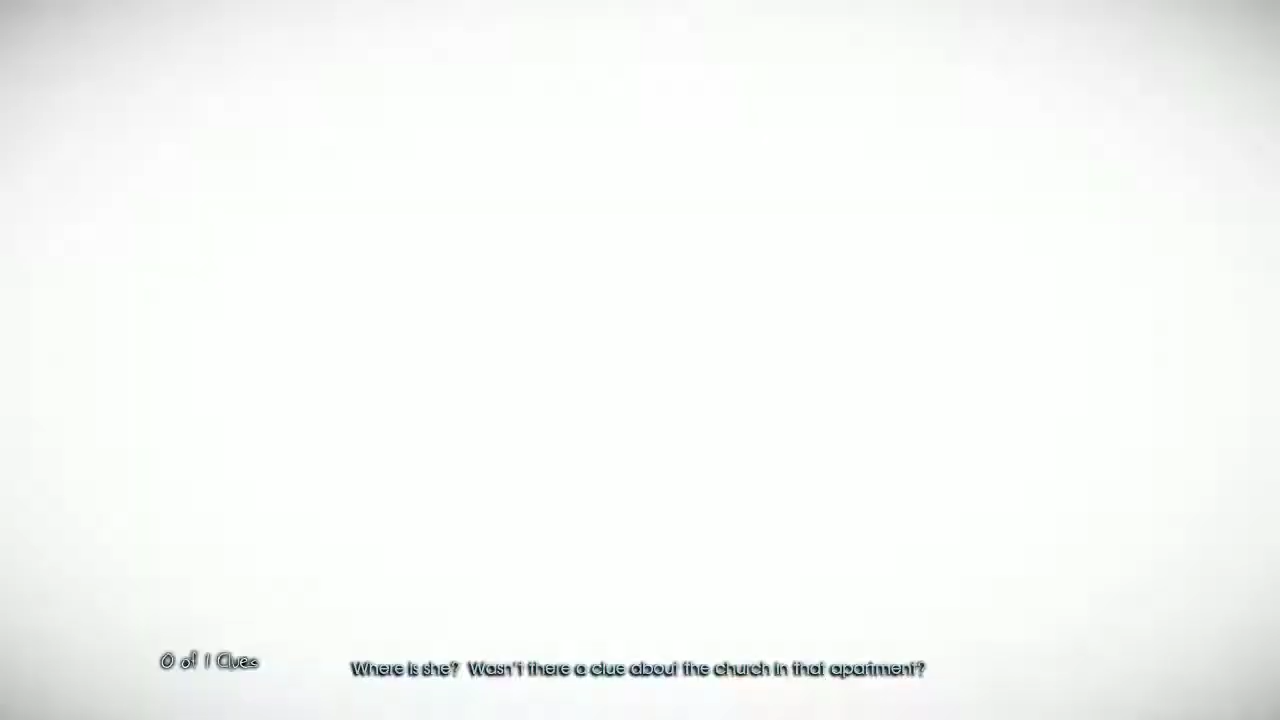 0 of 1 Clues
Where is she?  Wasn't there a clue about the church in that apartment?